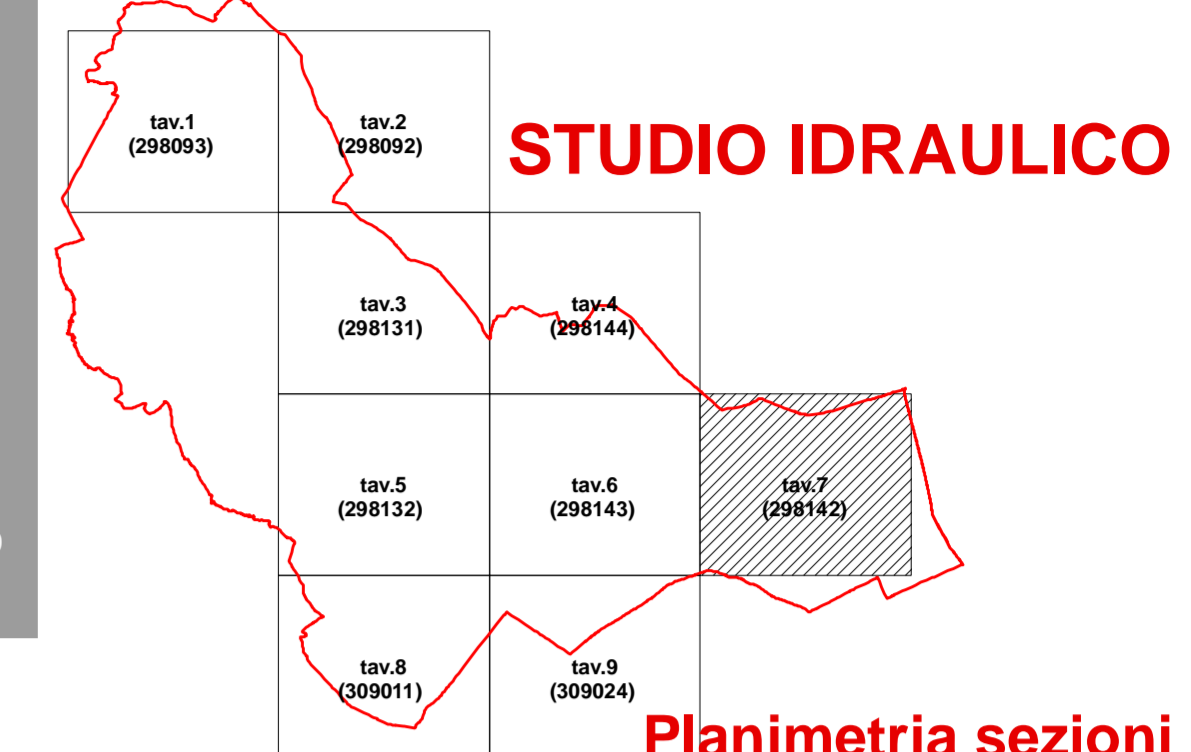 tav.1
(298093)
tav.2
(298092)
STUDIO IDRAULICO
tav.3
(298131)
tav.4
(298144)
tav.5
(298132)
tav.6
(298143)
tav.7
(298142)
tav.8
(309011)
tav.9
(309024)
Planimetria sezioni